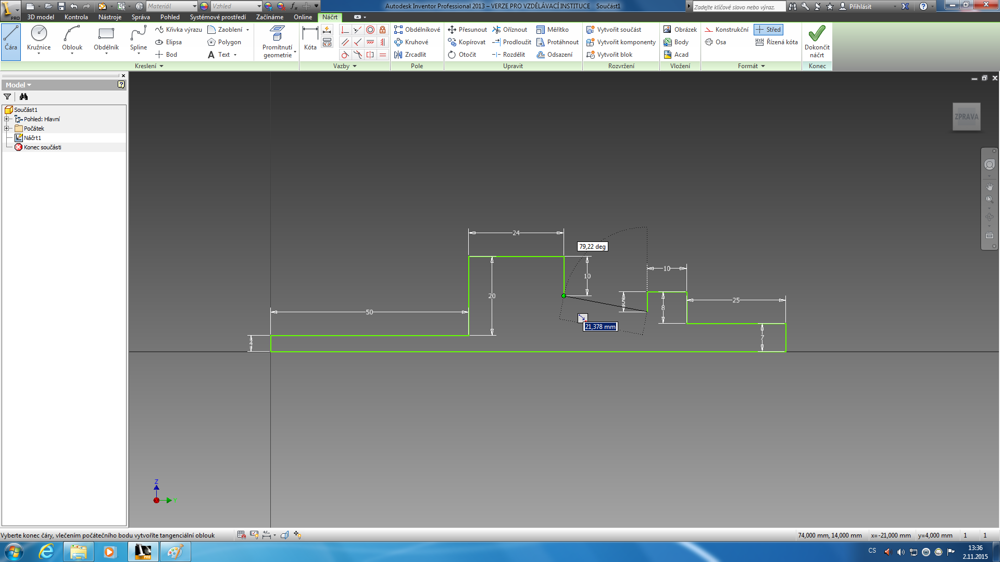 Materiál
Vzhled
Autodesk Inventor Professional 2013 – VERZE PRO VZDĚLÁVACÍ INSTITUCE Součást1
Zadejte klíčové slovo nebo výraz.
Přihlásit
PRO
3D model Kontrola Nástroje Správa Pohled Systémové prostředí Začínáme Online Náčrt
Čára Kružnice Oblouk Obdélník Spline
Křivka výrazu Zaoblení
Elipsa Polygon
Bod Text
Promítnutí geometrie
Kóta
Obdélníkové
Kruhové
Zrcadlit
Přesunout Oříznout Měřítko
Kopírovat Prodloužit Protáhnout
Otočit Rozdělit Odsazení
Vytvořit součást
Vytvořit komponenty
Vytvořit blok
Obrázek
Body
Acad
Konstrukční Střed
Osa Řízená kóta
Dokončit náčrt
Kreslení Vazby Pole Upravit Rozvržení Vložení Formát Konec
Model
Součást1
Pohled: Hlavní
Počátek
Náčrt1
Konec součásti
ZPRAVA
24
79,22 deg
10
10
20
5
8
25
50
21,378 mm
4
7
Z
Vyberte konec čáry, vlečením počátečního bodu vytvoříte tangenciální oblouk
74,000 mm, 14,000 mm x=-21,000 mm y=4,000 mm 1 1
PRO
CS
13:36
2.11.2015